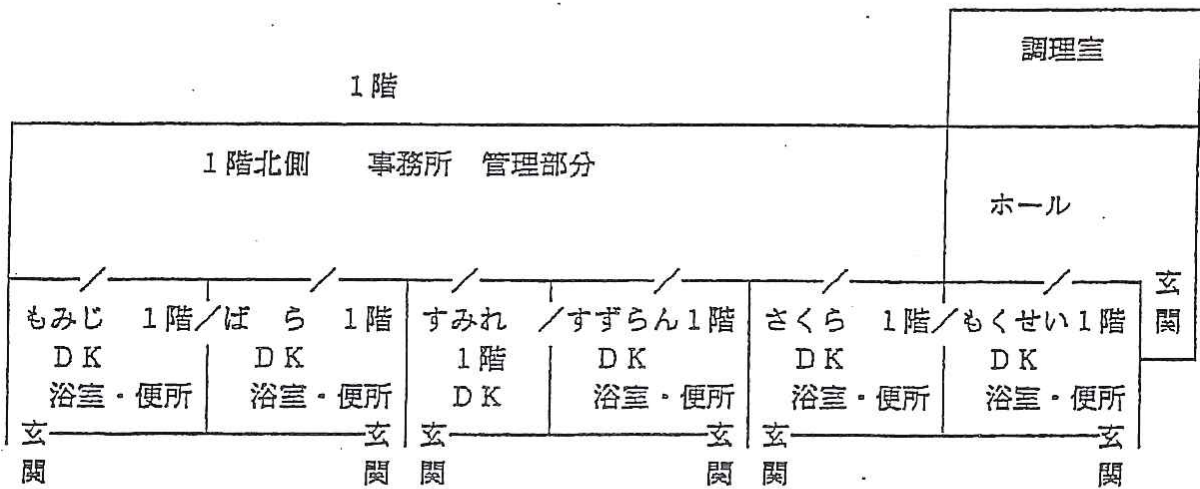 調理室
1階
1階北側 事務所 管理部分
ホール
玄関
もみじ 1階 ばら 1階 すみれ すずらん1階 さくら 1階 もくせい1階
DK DK 1階 DK DK DK
浴室・便所 浴室・便所 DK 浴室・便所 浴室・便所 浴室・便所
玄関 玄関 玄関 玄関 玄関 玄関